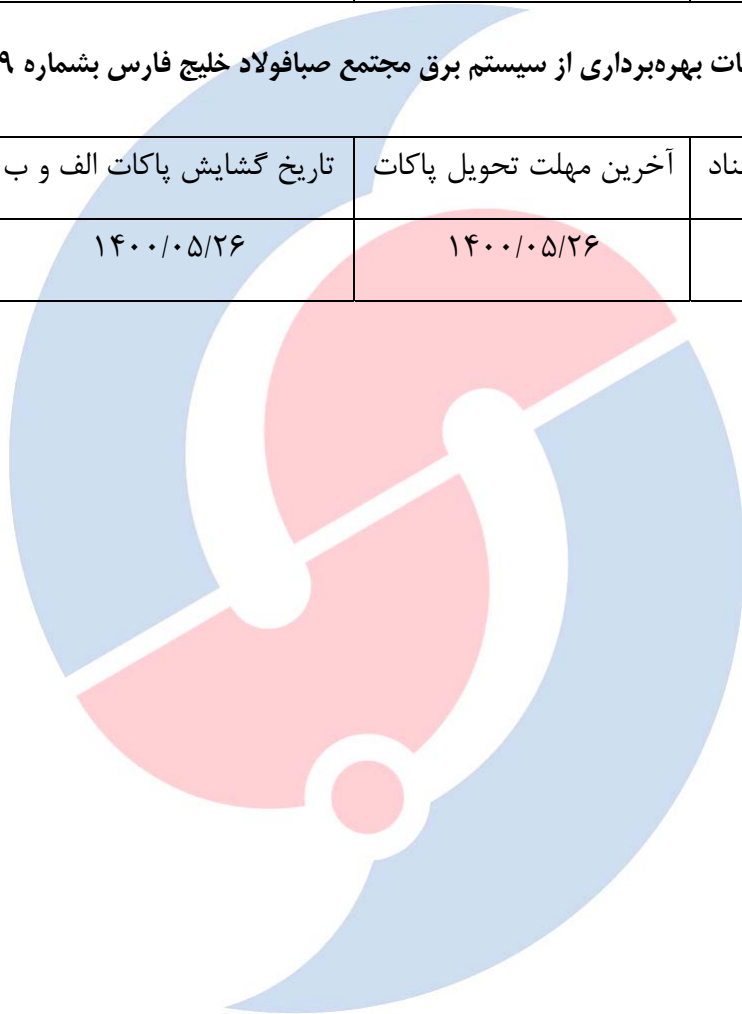 ات بهره‌برداری از سیستم برق مجتمع صبافولاد خلیج فارس بشماره ۹
ناد آخرین مهلت تحویل پاکات تاریخ گشایش پاکات الف و ب
۱۴۰۰/۰۵/۲۶ ۱۴۰۰/۰۵/۲۶